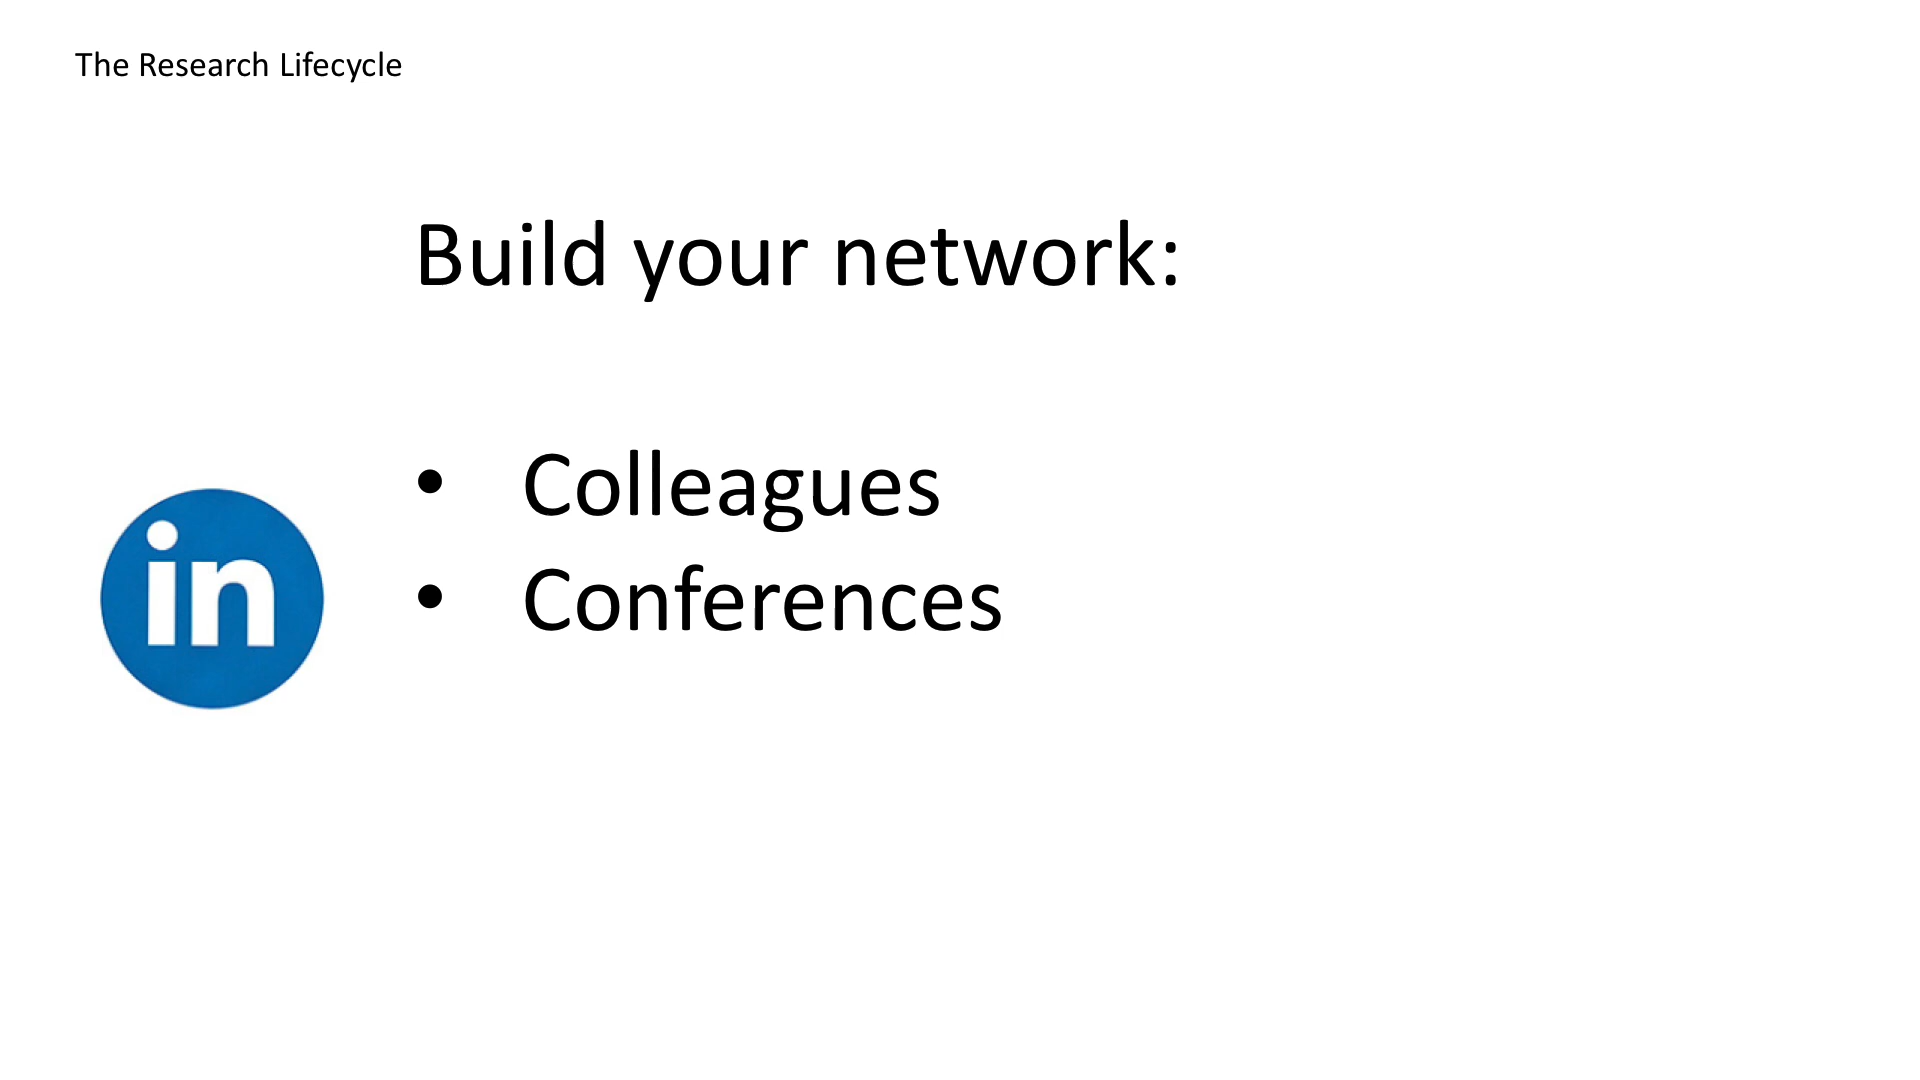 The Research Lifecycle
Build your network:
• Colleagues
in
• Conferences